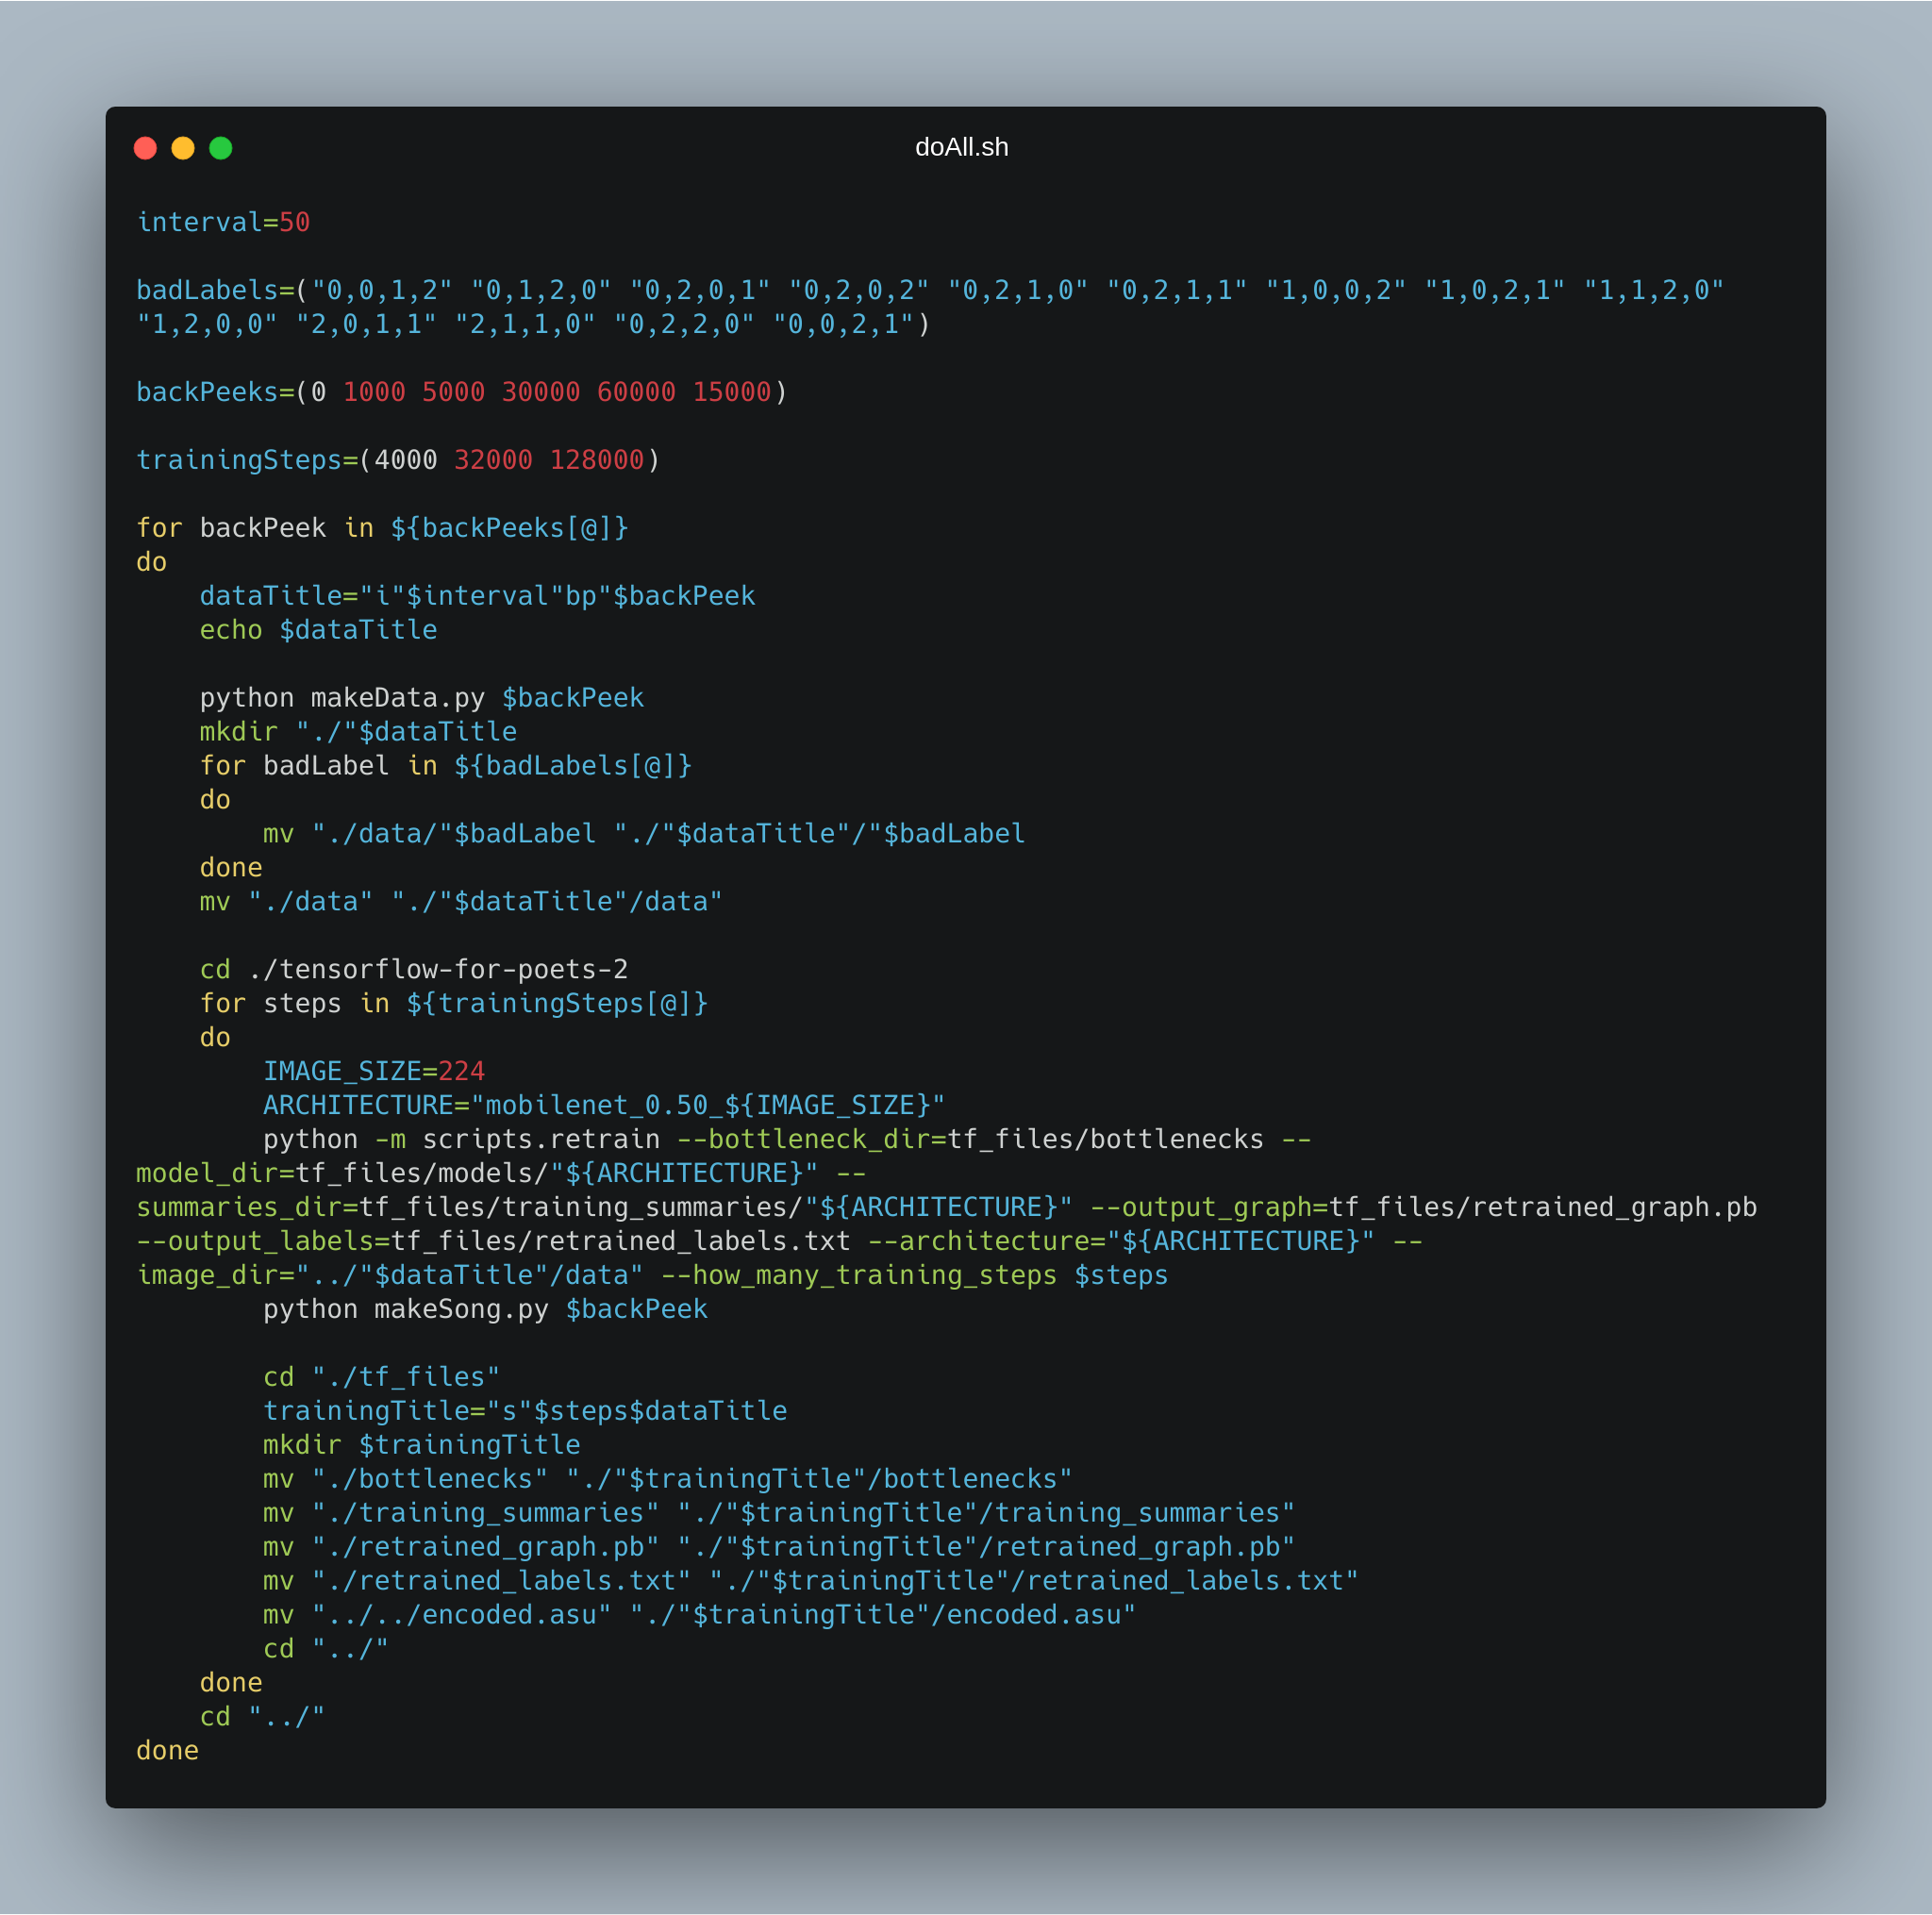 doAll.sh
interval=50
badLabels=("0,0,1,2" "0,1,2,0" "0,2,0,1" "0,2,0,2" "0,2,1,0" "0,2,1,1" "1,0,0,2" "1,0,2,1" "1,1,2,0"
"1,2,0,0" "2,0,1,1" "2,1,1,0" "0,2,2,0" "0,0,2,1")
backPeeks=(0 1000 5000 30000 60000 15000)
trainingSteps=(4000 32000 128000)
for backPeek in ${backPeeks[@]}
do
    dataTitle="i"$interval"bp"$backPeek
    echo $dataTitle
    python makeData.py $backPeek
    mkdir "./"$dataTitle
    for badLabel in ${badLabels[@]}
    do
        mv "./data/"$badLabel "./"$dataTitle"/"$badLabel
    done
    mv "./data" "./"$dataTitle"/data"
    cd ./tensorflow-for-poets-2
    for steps in ${trainingSteps[@]}
    do
        IMAGE_SIZE=224
        ARCHITECTURE="mobilenet_0.50_${IMAGE_SIZE}"
        python -m scripts.retrain --bottleneck_dir=tf_files/bottlenecks --
model_dir=tf_files/models/"${ARCHITECTURE}" --
summaries_dir=tf_files/training_summaries/"${ARCHITECTURE}" --output_graph=tf_files/retrained_graph.pb
--output_labels=tf_files/retrained_labels.txt --architecture="${ARCHITECTURE}" --
image_dir="../"$dataTitle"/data" --how_many_training_steps $steps
        python makeSong.py $backPeek
        cd "./tf_files"
        trainingTitle="s"$steps$dataTitle
        mkdir $trainingTitle
        mv "./bottlenecks" "./"$trainingTitle"/bottlenecks"
        mv "./training_summaries" "./"$trainingTitle"/training_summaries"
        mv "./retrained_graph.pb" "./"$trainingTitle"/retrained_graph.pb"
        mv "./retrained_labels.txt" "./"$trainingTitle"/retrained_labels.txt"
        mv "../../encoded.asu" "./"$trainingTitle"/encoded.asu"
        cd "../"
    done
    cd "../"
done